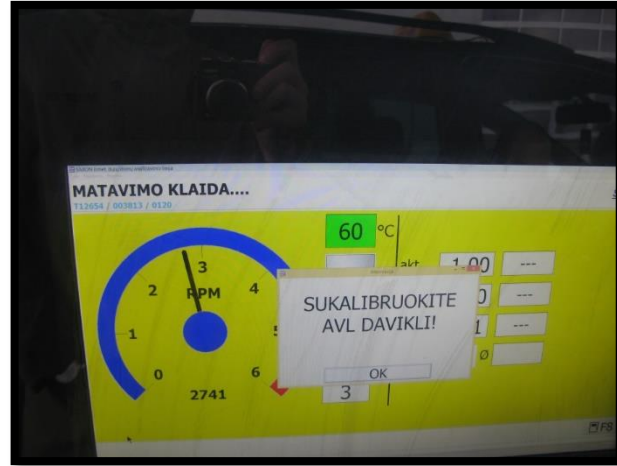 MATAVIMO KLAIDA....
T12654 / 003813 / 0120
60 °C
akt. 1.00 ---
3
2 4
RPM
1
0 6
2741
SUKALIBRUOKITE
AVL DAVIKLI!
OK
---
Ø
3
FS